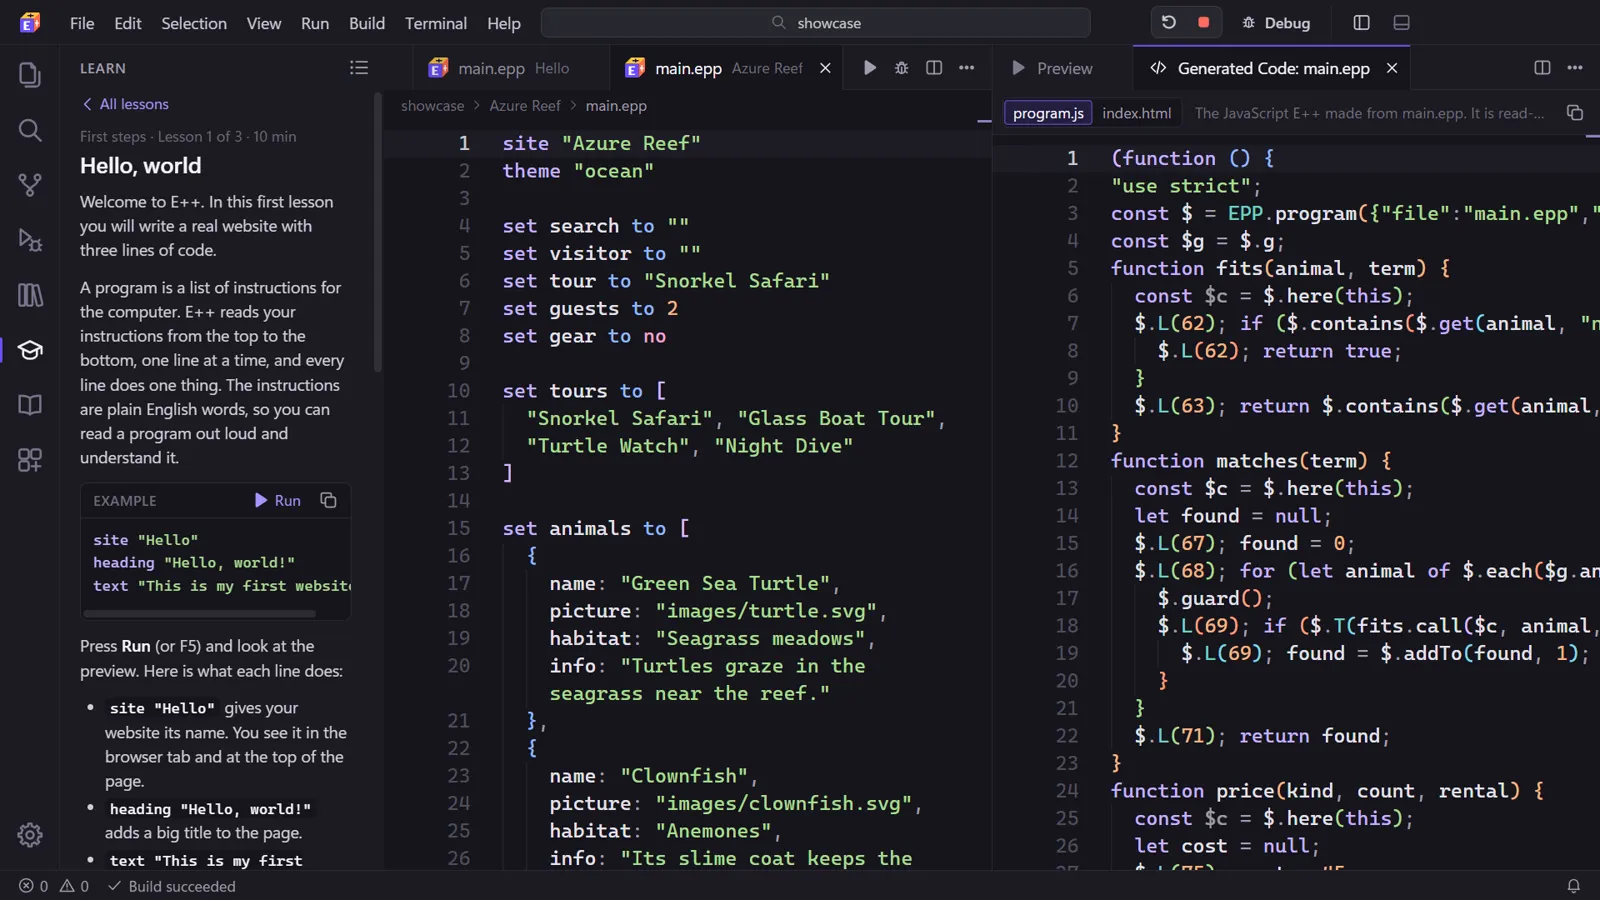 File Edit Selection View Run Build Terminal Help
showcase
Debug
LEARN
All lessons
First steps · Lesson 1 of 3 · 10 min
Hello, world
Welcome to E++. In this first lesson
you will write a real website with
three lines of code.
A program is a list of instructions for
the computer. E++ reads your
instructions from the top to the
bottom, one line at a time, and every
line does one thing. The instructions
are plain English words, so you can
read a program out loud and
understand it.
EXAMPLE Run
site "Hello"
heading "Hello, world!"
text "This is my first website
Press Run (or F5) and look at the
preview. Here is what each line does:
• site "Hello" gives your
website its name. You see it in the
browser tab and at the top of the
page.
• heading "Hello, world!"
adds a big title to the page.
• text "This is my first
main.epp Hello
main.epp Azure Reef
showcase > Azure Reef > main.epp
1 site "Azure Reef"
2 theme "ocean"
3
4 set search to ""
5 set visitor to ""
6 set tour to "Snorkel Safari"
7 set guests to 2
8 set gear to no
9
10 set tours to [
11 "Snorkel Safari", "Glass Boat Tour",
12 "Turtle Watch", "Night Dive"
13 ]
14
15 set animals to [
16 {
17 name: "Green Sea Turtle",
18 picture: "images/turtle.svg",
19 habitat: "Seagrass meadows",
20 info: "Turtles graze in the
seagrass near the reef."
21 },
22 {
23 name: "Clownfish",
24 picture: "images/clownfish.svg",
25 habitat: "Anemones",
26 info: "Its slime coat keeps the
Preview
Generated Code: main.epp
program.js index.html The JavaScript E++ made from main.epp. It is read-...
1 (function () {
2 "use strict";
3 const $ = EPP.program({"file":"main.epp","
4 const $g = $.g;
5 function fits(animal, term) {
6 const $c = $.here(this);
7 $.L(62); if ($.contains($.get(animal, "n
8 $.L(62); return true;
9 }
10 $.L(63); return $.contains($.get(animal,
11 }
12 function matches(term) {
13 const $c = $.here(this);
14 let found = null;
15 $.L(67); found = 0;
16 $.L(68); for (let animal of $.each($g.an
17 $.guard();
18 $.L(69); if ($.T(fits.call($c, animal,
19 $.L(69); found = $.addTo(found, 1);
20 }
21 }
22 $.L(71); return found;
23 }
24 function price(kind, count, rental) {
25 const $c = $.here(this);
26 let cost = null;
0 0 Build succeeded